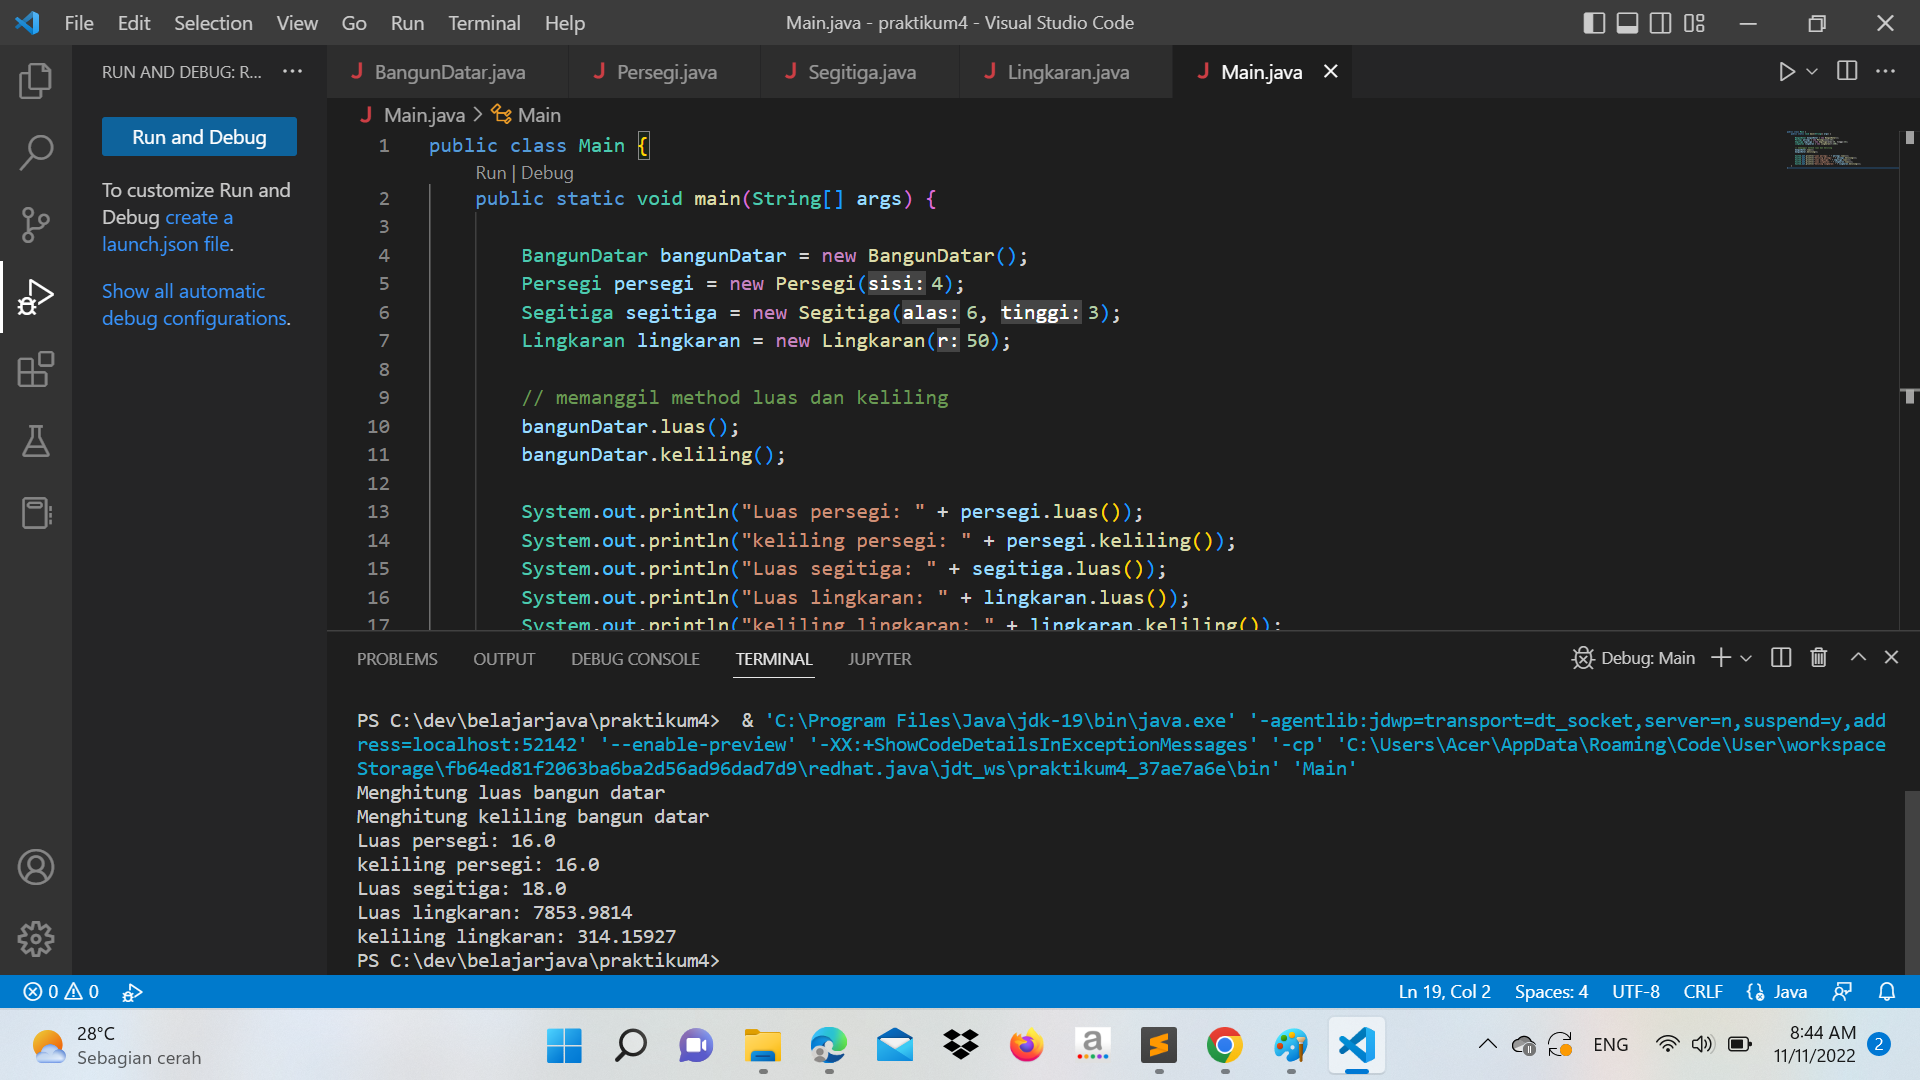 File Edit Selection View Go Run Terminal Help
Main.java - praktikum4 - Visual Studio Code
RUN AND DEBUG: R... ···
Run and Debug
To customize Run and
Debug create a
launch.json file.
Show all automatic
debug configurations.
BangunDatar.java Persegi.java Segitiga.java Lingkaran.java Main.java
Main.java > Main
1 public class Main {
Run | Debug
2 public static void main(String[] args) {
3
4 BangunDatar bangunDatar = new BangunDatar();
5 Persegi persegi = new Persegi(sisi: 4);
6 Segitiga segitiga = new Segitiga(alas: 6, tinggi: 3);
7 Lingkaran lingkaran = new Lingkaran(r: 50);
8
9 // memanggil method luas dan keliling
10 bangunDatar.luas();
11 bangunDatar.keliling();
12
13 System.out.println("Luas persegi: " + persegi.luas());
14 System.out.println("keliling persegi: " + persegi.keliling());
15 System.out.println("Luas segitiga: " + segitiga.luas());
16 System.out.println("Luas lingkaran: " + lingkaran.luas());
17 System.out.println("keliling lingkaran: " + lingkaran.keliling());
PROBLEMS OUTPUT DEBUG CONSOLE TERMINAL JUPYTER
Debug: Main
PS C:\dev\belajarjava\praktikum4> & 'C:\Program Files\Java\jdk-19\bin\java.exe' '-agentlib:jdwp=transport=dt_socket,server=n,suspend=y,add
ress=localhost:52142' '--enable-preview' '-XX:+ShowCodeDetailsInExceptionMessages' '-cp' 'C:\Users\Acer\AppData\Roaming\Code\User\workspace
Storage\fb64ed81f2063ba6ba2d56ad96dad7d9\redhat.java\jdt_ws\praktikum4_37ae7a6e\bin' 'Main'
Menghitung luas bangun datar
Menghitung keliling bangun datar
Luas persegi: 16.0
keliling persegi: 16.0
Luas segitiga: 18.0
Luas lingkaran: 7853.9814
keliling lingkaran: 314.15927
PS C:\dev\belajarjava\praktikum4>
0 0
Ln 19, Col 2 Spaces: 4 UTF-8 CRLF {} Java
28°C
Sebagian cerah
ENG
8:44 AM
11/11/2022
2